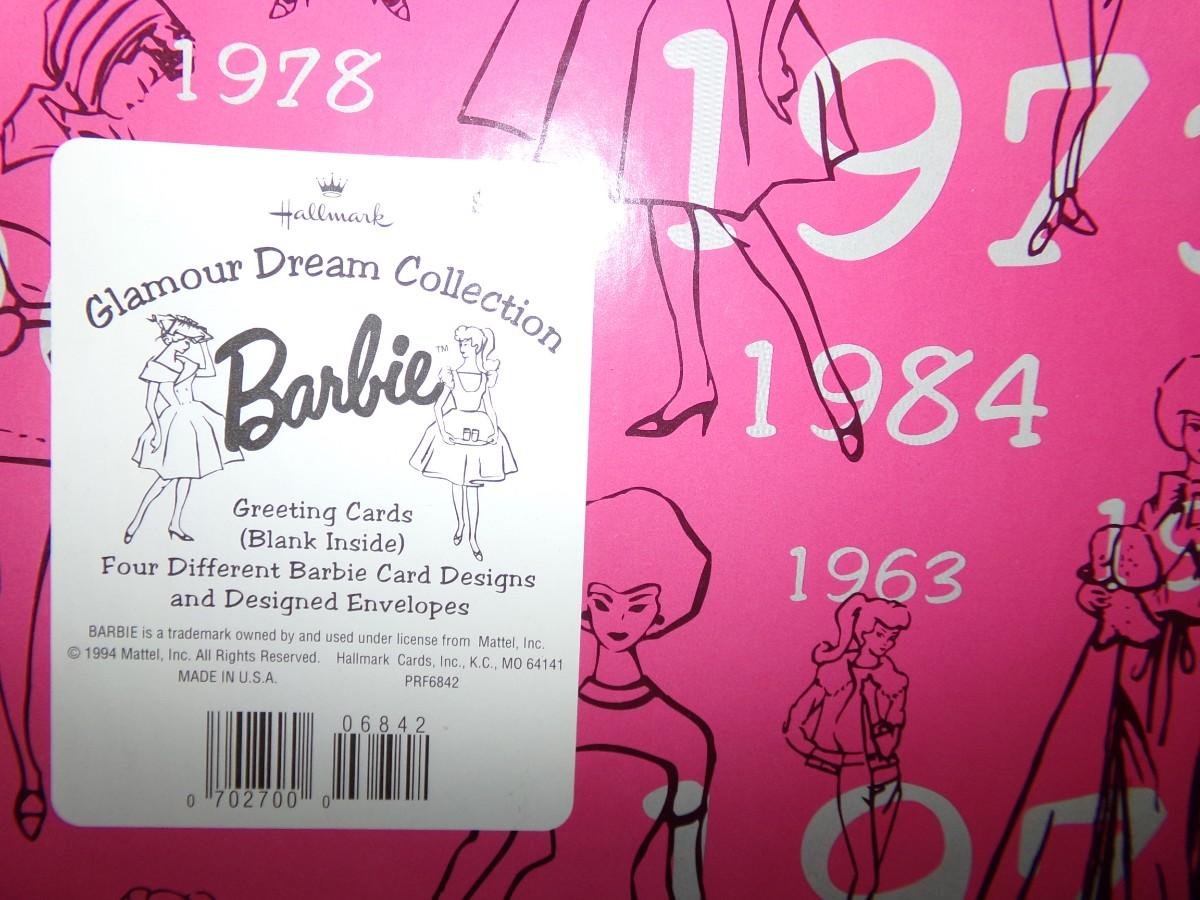 1978
197
1984
1963
Hallmark
$
Glamour Dream Collection
Barbie™
Greeting Cards
(Blank Inside)
Four Different Barbie Card Designs
and Designed Envelopes
BARBIE is a trademark owned by and used under license from Mattel, Inc.
© 1994 Mattel, Inc. All Rights Reserved. Hallmark Cards, Inc., K.C., MO 64141
MADE IN U.S.A. PRF6842
06842
0 702700 0
197